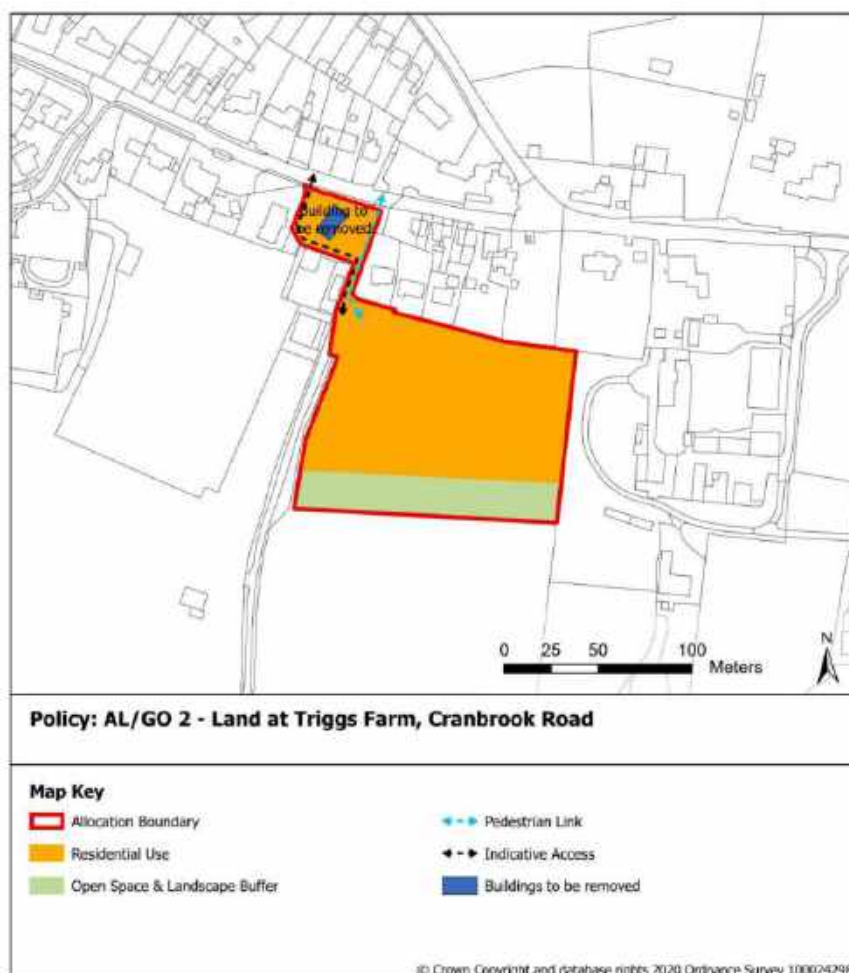 Building to
be removed
N
0 25 50 100
Meters
Policy: AL/GO 2 - Land at Triggs Farm, Cranbrook Road
Map Key
Allocation Boundary
Pedestrian Link
Residential Use
Indicative Access
Open Space & Landscape Buffer
Buildings to be removed
© Crown Copyright and database rights 2020 Ordnance Survey 100024298